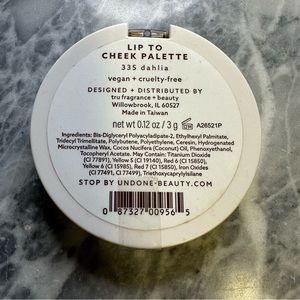 LIP TO
CHEEK PALETTE
335 dahlia
vegan + cruelty-free
DESIGNED + DISTRIBUTED BY
tru fragrance + beauty
Willowbrook, IL 60527
Made in Taiwan
net wt 0.12 oz / 3 g A26521P
Ingredients: Bis-Diglyceryl Polyacyladipate-2, Ethylhexyl Palmitate,
Tridecyl Trimellitate, Polybutene, Polyethylene, Ceresin, Hydrogenated
Microcrystalline Wax, Cocos Nucifera (Coconut) Oil, Phenoxyethanol,
Tocopheryl Acetate. May Contain: Titanium Dioxide
(CI 77891), Yellow 5 (CI 19140), Red 6 (CI 15850),
Yellow 6 (CI 15985), Red 7 (CI 15850), Iron Oxides
(CI 77491, CI 77499), Triethoxycaprylylsilane
STOP BY UNDONE-BEAUTY.COM
0 87327 00956 5